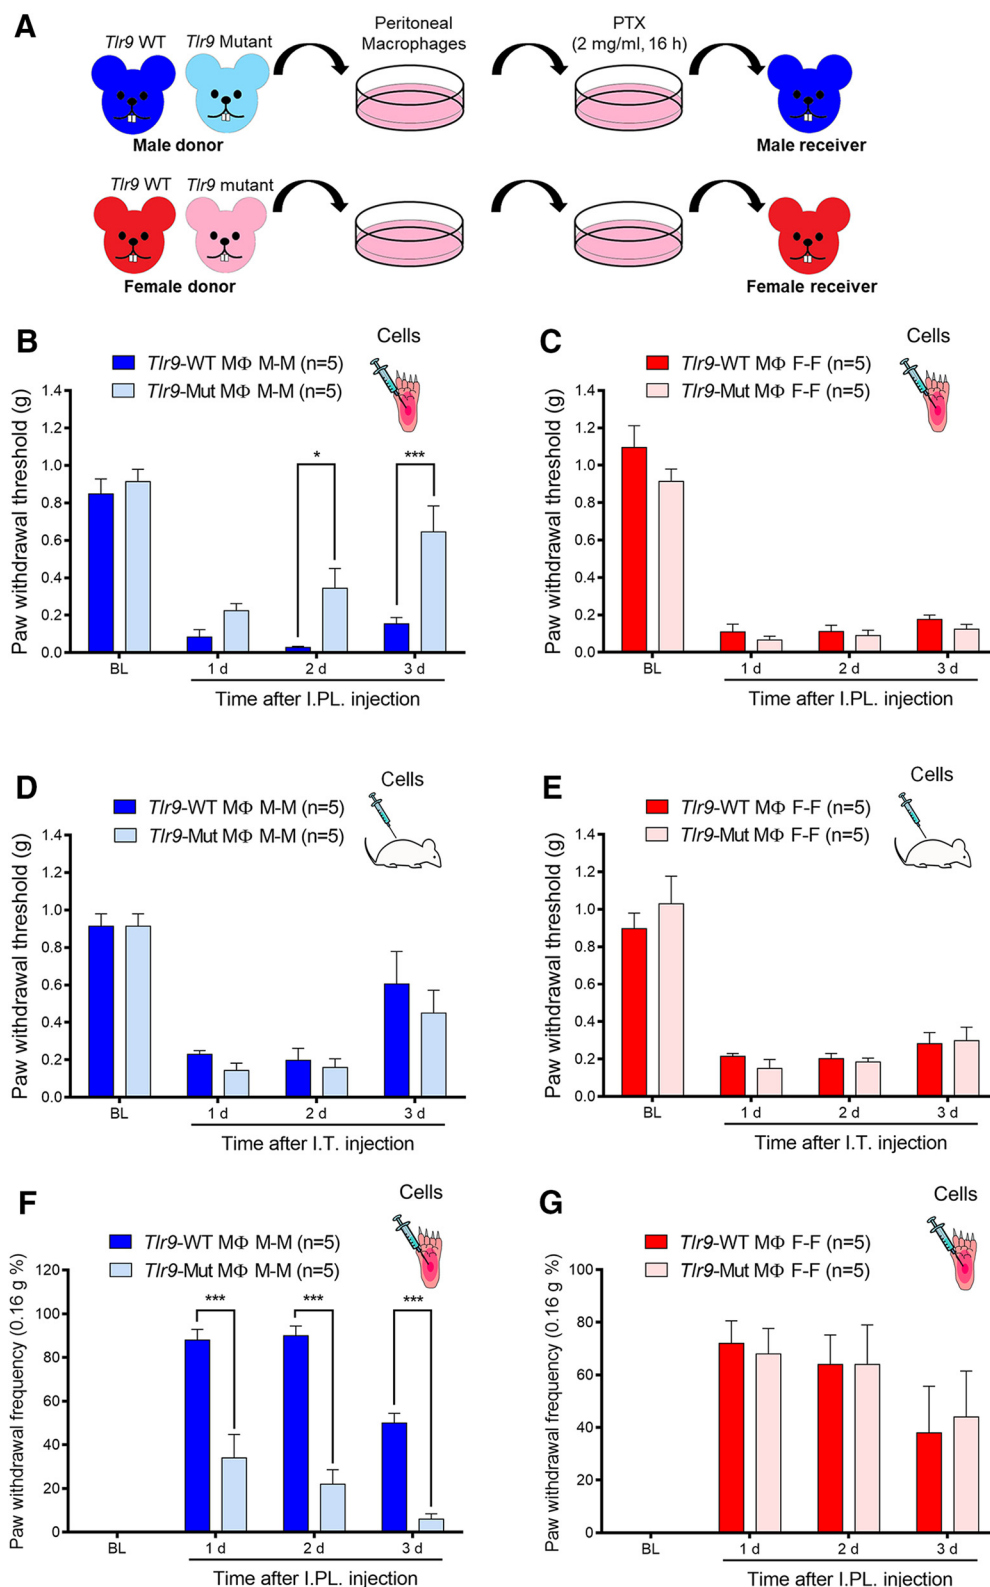 A
Tlr9 WT
Tlr9 Mutant
Peritoneal
Macrophages
PTX
(2 mg/ml, 16 h)
Male donor
Male receiver
Tlr9 WT
Tlr9 mutant
Female donor
Female receiver
B
Cells
Tlr9-WT MΦ M-M (n=5)
Tlr9-Mut MΦ M-M (n=5)
Paw withdrawal threshold (g)
1.4
1.2
1.0
0.8
0.6
0.4
0.2
0.0
*
***
BL
1 d
2 d
3 d
Time after I.PL. injection
C
Cells
Tlr9-WT MΦ F-F (n=5)
Tlr9-Mut MΦ F-F (n=5)
Paw withdrawal threshold (g)
1.4
1.2
1.0
0.8
0.6
0.4
0.2
0.0
BL
1 d
2 d
3 d
Time after I.PL. injection
D
Cells
Tlr9-WT MΦ M-M (n=5)
Tlr9-Mut MΦ M-M (n=5)
Paw withdrawal threshold (g)
1.4
1.2
1.0
0.8
0.6
0.4
0.2
0.0
BL
1 d
2 d
3 d
Time after I.T. injection
E
Cells
Tlr9-WT MΦ F-F (n=5)
Tlr9-Mut MΦ F-F (n=5)
Paw withdrawal threshold (g)
1.4
1.2
1.0
0.8
0.6
0.4
0.2
0.0
BL
1 d
2 d
3 d
Time after I.T. injection
F
Cells
Tlr9-WT MΦ M-M (n=5)
Tlr9-Mut MΦ M-M (n=5)
Paw withdrawal frequency (0.16 g %)
120
100
80
60
40
20
0
***
***
***
BL
1 d
2 d
3 d
Time after I.PL. injection
G
Cells
Tlr9-WT MΦ F-F (n=5)
Tlr9-Mut MΦ F-F (n=5)
Paw withdrawal frequency (0.16 g %)
100
80
60
40
20
0
BL
1 d
2 d
3 d
Time after I.PL. injection